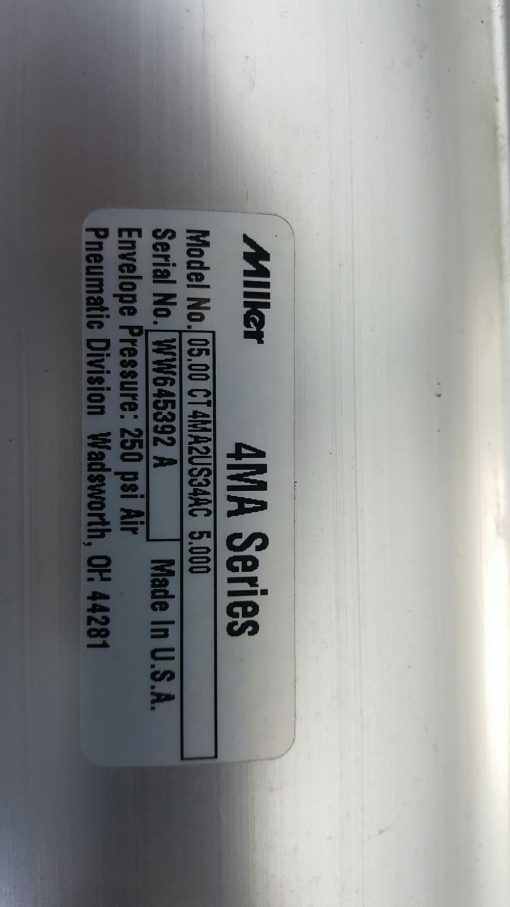 Miller 4MA Series
Model No. 05.00 CT4MA2US34AC 5.000
Serial No. WW645392 A Made In U.S.A.
Envelope Pressure: 250 psi Air
Pneumatic Division Wadsworth, OH 44281